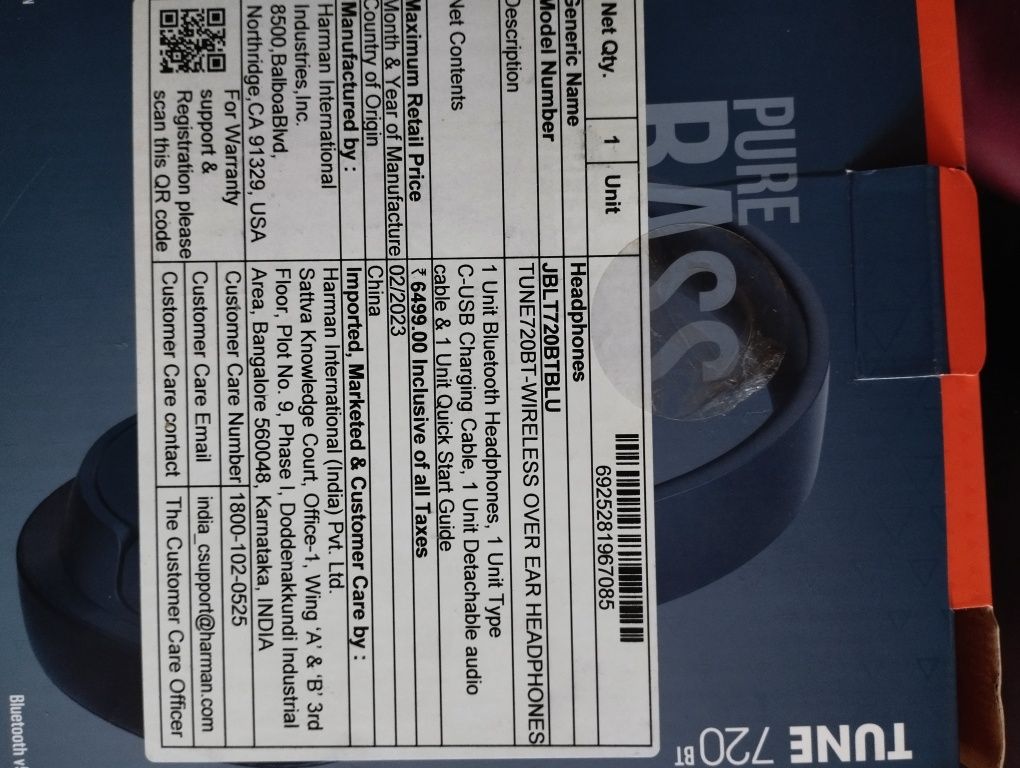 PURE
BASS
TUNE 720BT
Net Qty. 1 Unit
6925281967085
Generic Name Headphones
Model Number JBLT720BTBLU
Description TUNE720BT-WIRELESS OVER EAR HEADPHONES
Net Contents 1 Unit Bluetooth Headphones, 1 Unit Type
C-USB Charging Cable, 1 Unit Detachable audio
cable & 1 Unit Quick Start Guide
Maximum Retail Price ₹ 6499.00 Inclusive of all Taxes
Month & Year of Manufacture 02/2023
Country of Origin China
Manufactured by :
Harman International
Industries,Inc.
8500,BalboaBlvd,
Northridge,CA 91329, USA
Imported, Marketed & Customer Care by :
Harman International (India) Pvt. Ltd.
Sattva Knowledge Court, Office-1, Wing ‘A’ & ‘B’ 3rd
Floor, Plot No. 9, Phase I, Doddenakkundi Industrial
Area, Bangalore 560048, Karnataka, INDIA
For Warranty
support &
Registration please
scan this QR code
Customer Care Number 1800-102-0525
Customer Care Email india_csupport@harman.com
Customer Care contact The Customer Care Officer
Bluetooth